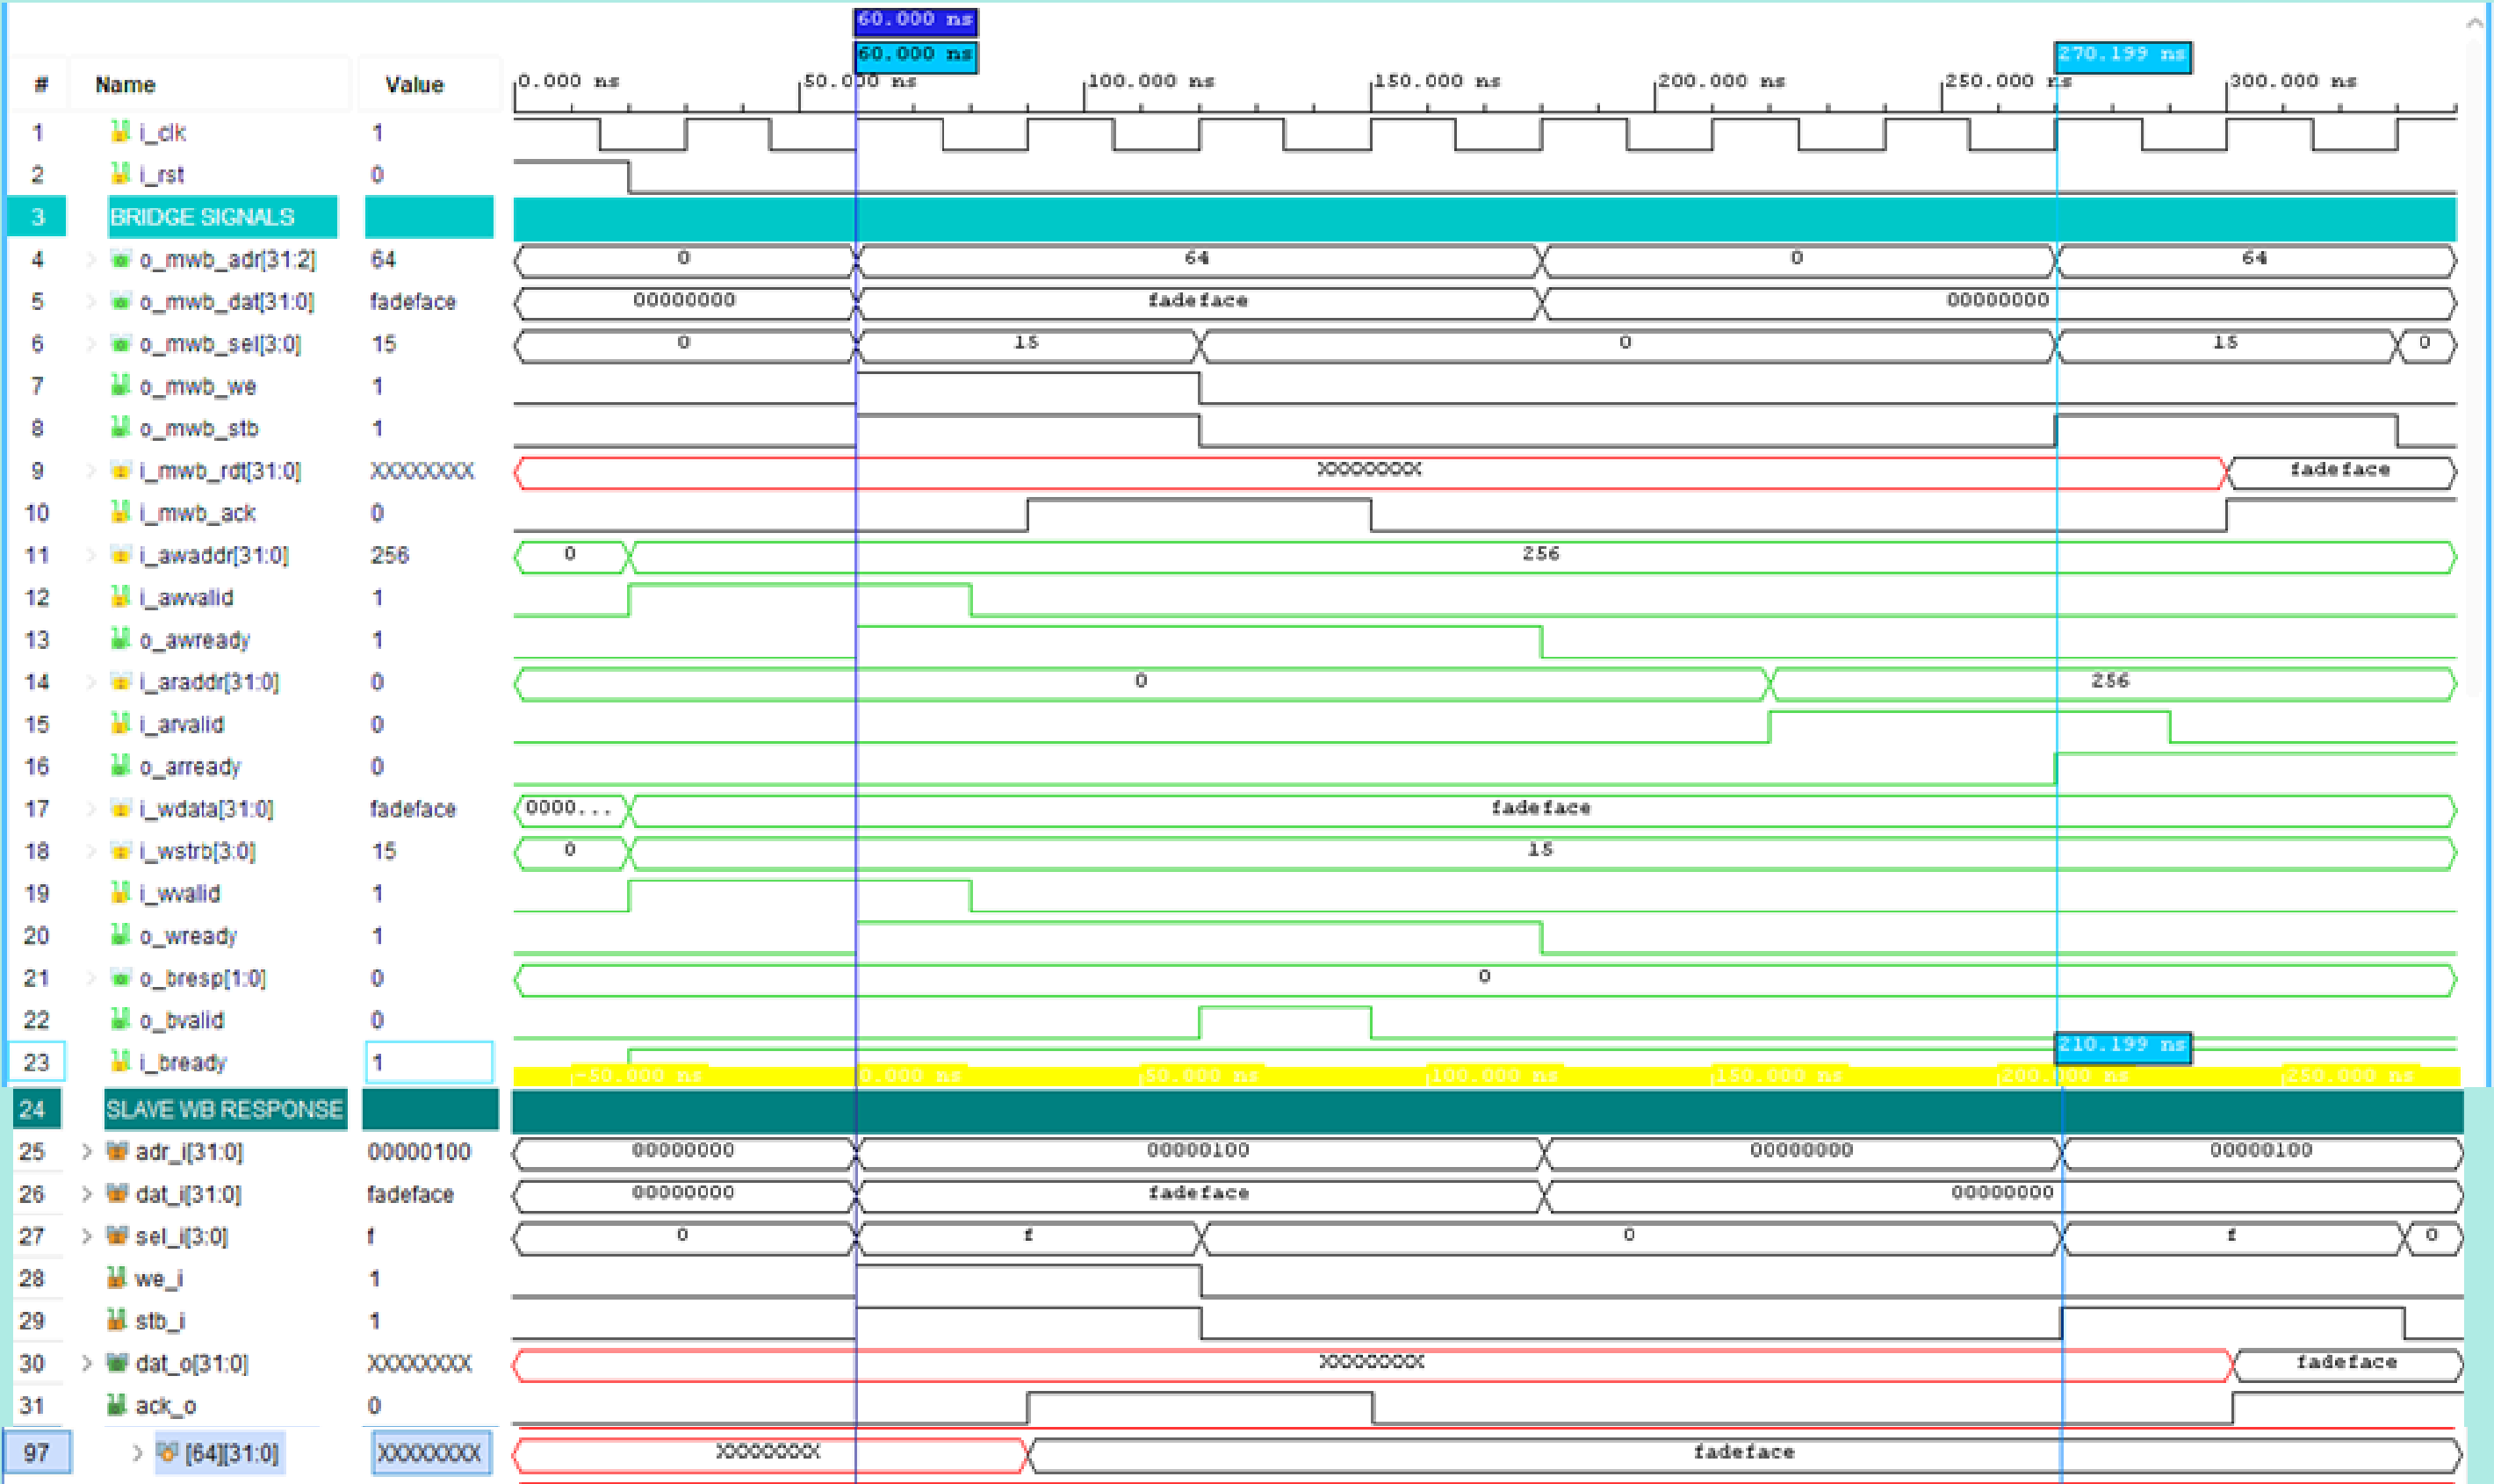 60.000 ns
60.000 ns 270.199 ns
# Name Value 0.000 ns 50.000 ns 100.000 ns 150.000 ns 200.000 ns 250.000 ns 300.000 ns
1 i_clk 1
2 i_rst 0
3 BRIDGE SIGNALS
4 o_mwb_adr[31:2] 64 0 64 0 64
5 o_mwb_dat[31:0] fadeface 00000000 fadeface 00000000
6 o_mwb_sel[3:0] 15 0 15 0 15 0
7 o_mwb_we 1
8 o_mwb_stb 1
9 i_mwb_rdt[31:0] XXXXXXXX XXXXXXXX fadeface
10 i_mwb_ack 0
11 i_awaddr[31:0] 256 0 256
12 i_awvalid 1
13 o_awready 1
14 i_araddr[31:0] 0 0 256
15 i_arvalid 0
16 o_arready 0
17 i_wdata[31:0] fadeface 0000... fadeface
18 i_wstrb[3:0] 15 0 15
19 i_wvalid 1
20 o_wready 1
21 o_bresp[1:0] 0 0
22 o_bvalid 0
23 i_bready 1 210.199 ns
-50.000 ns 0.000 ns 50.000 ns 100.000 ns 150.000 ns 200.000 ns 250.000 ns
24 SLAVE WB RESPONSE
25 adr_i[31:0] 00000100 00000000 00000100 00000000 00000100
26 dat_i[31:0] fadeface 00000000 fadeface 00000000
27 sel_i[3:0] f 0 f 0 f 0
28 we_i 1
29 stb_i 1
30 dat_o[31:0] XXXXXXXX XXXXXXXX fadeface
31 ack_o 0
97 [64][31:0] XXXXXXXX XXXXXXXX fadeface